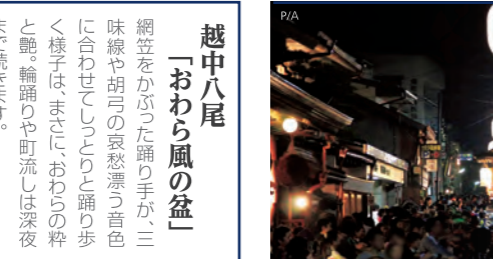 越中八尾
「おわら風の盆」
網笠をかぶった踊り手が、三
味線や胡弓の哀愁漂う音色
に合わせてしっとりと踊り歩
く様子は、まさに、おわらの粋
と艶。輪踊りや町流しは深夜
まで続きます。
P/A